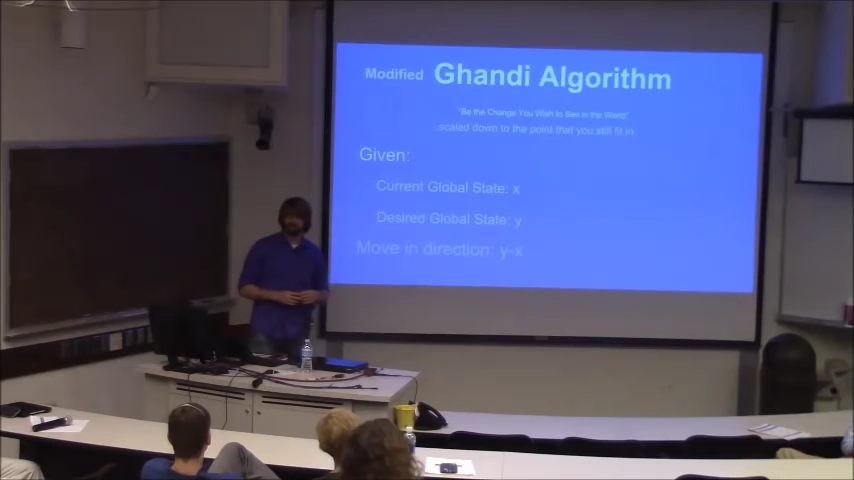 Modified Ghandi Algorithm
"Be the Change You Wish to See in the World"
...scaled down to the point that you still fit in.
Given:
Current Global State: x
Desired Global State: y
Move in direction: y-x